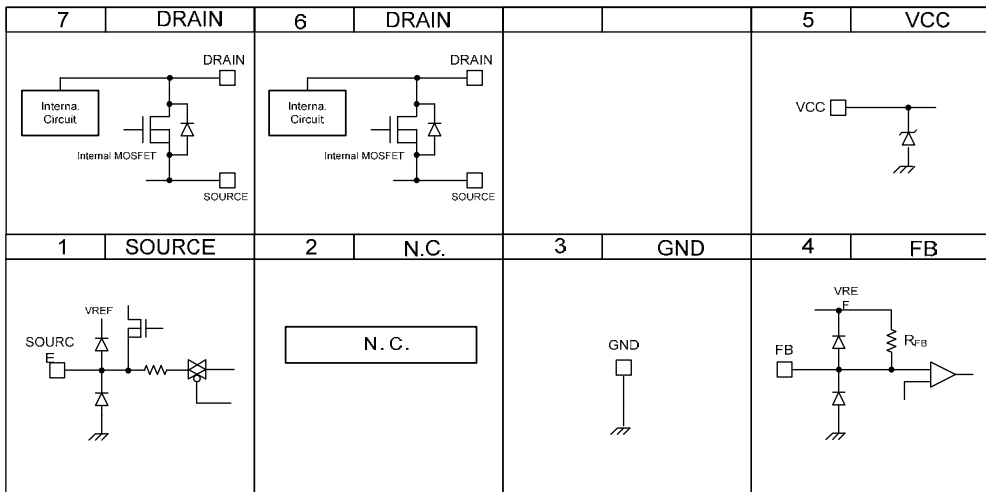 7 DRAIN 6 DRAIN 5 VCC
DRAIN
Interna.
Circuit
Internal MOSFET
SOURCE
DRAIN
Interna.
Circuit
Internal MOSFET
SOURCE
VCC
1 SOURCE 2 N.C. 3 GND 4 FB
VREF
SOURC
E
N.C.
GND
VRE
F
RFB
FB